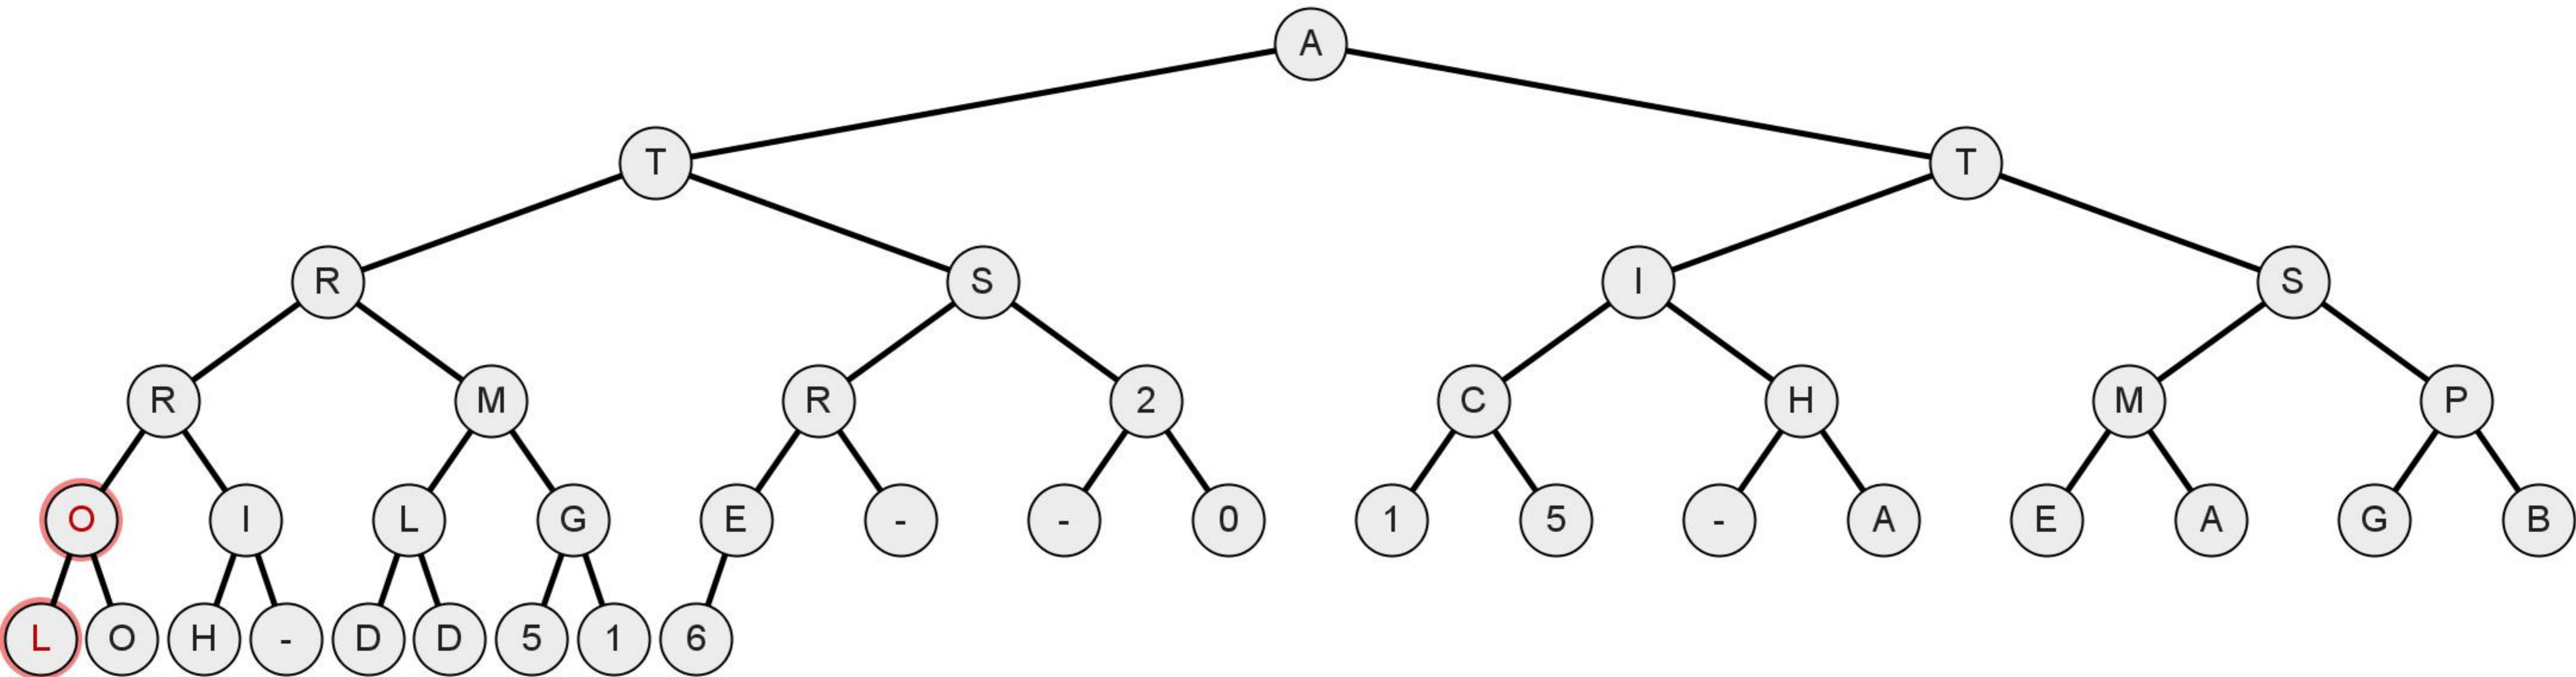 A
T T
R S I S
R M R 2 C H M P
O I L G E - - 0 1 5 - A E A G B
L O H - D D 5 1 6